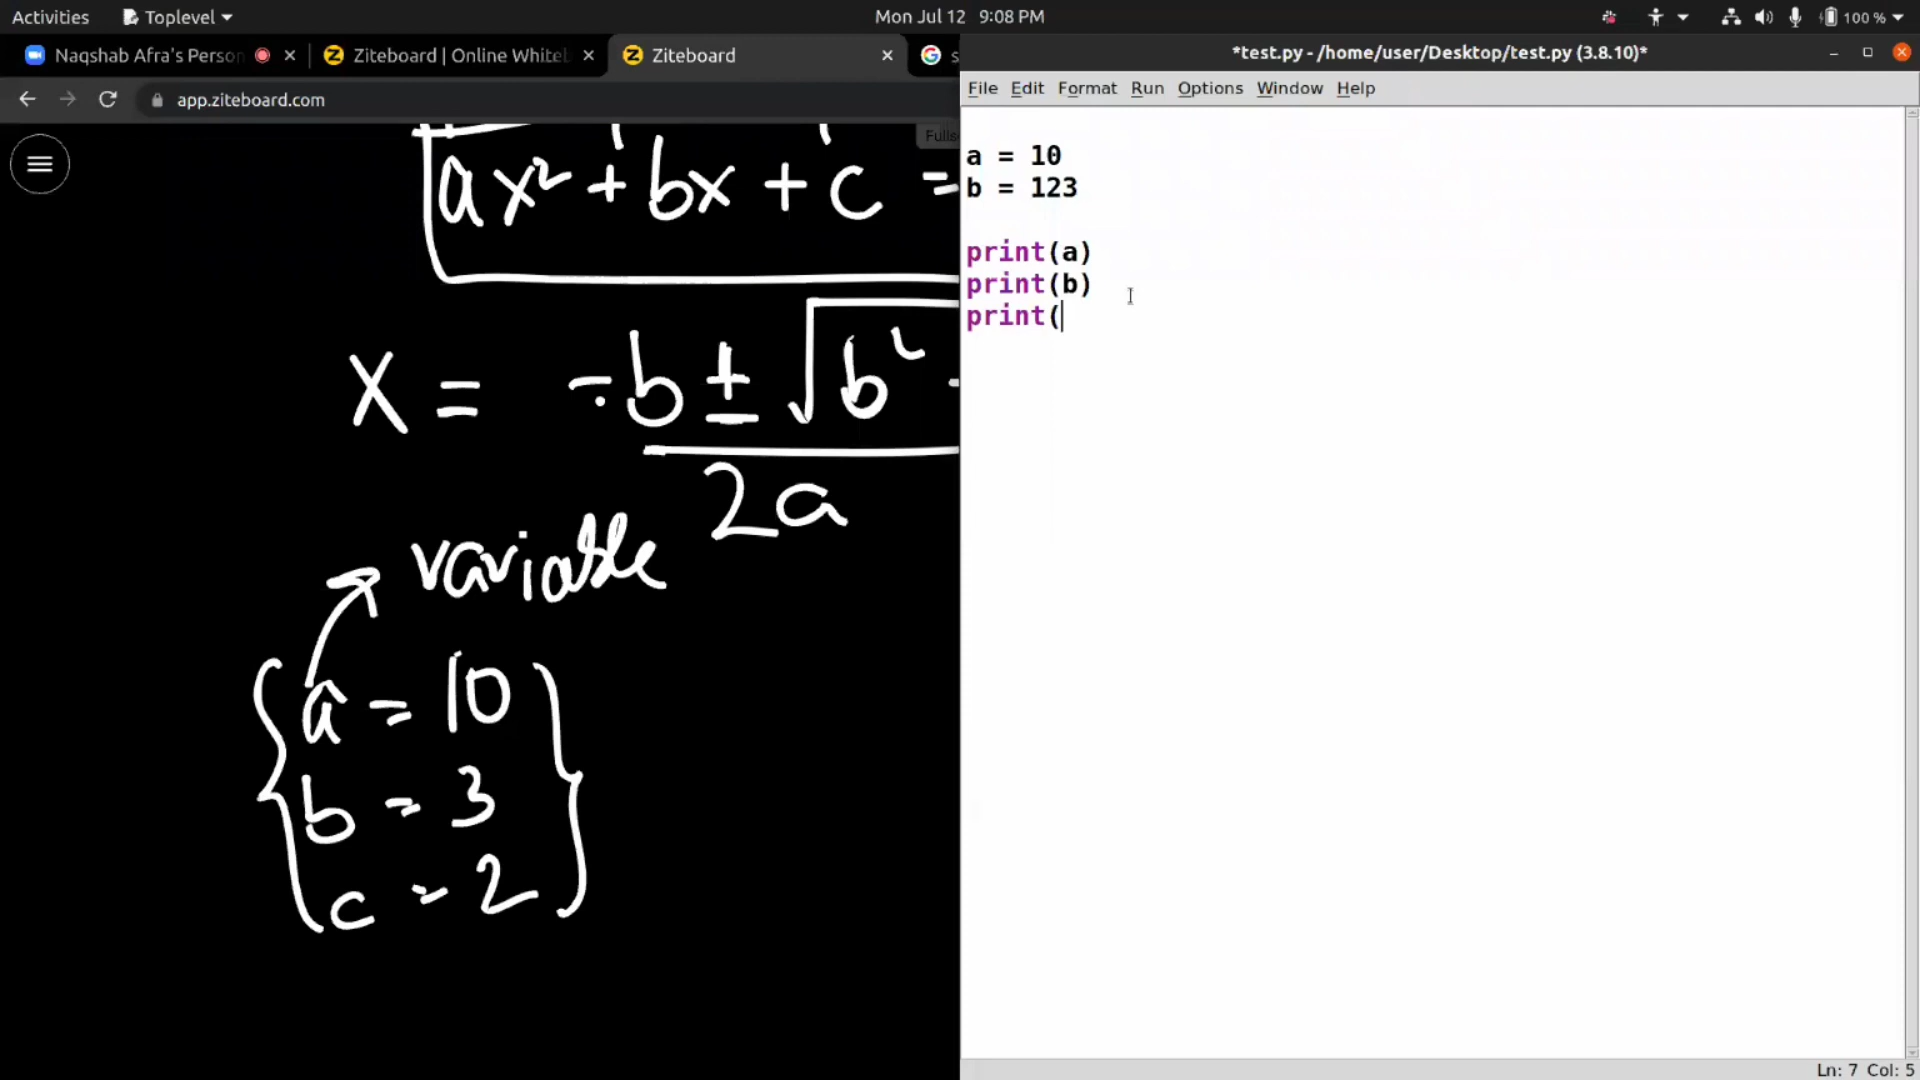 Activities Toplevel Mon Jul 12 9:08 PM 100 %
Naqshab Afra's Person Ziteboard | Online Whiteb Ziteboard s
*test.py - /home/user/Desktop/test.py (3.8.10)*
app.ziteboard.com
File Edit Format Run Options Window Help
Fulls
ax² + bx + c =
x = -b ± √b² -
2a
variable
{ a = 10
b = 3
c = 2 }
a = 10
b = 123
print(a)
print(b)
print(
Ln: 7 Col: 5